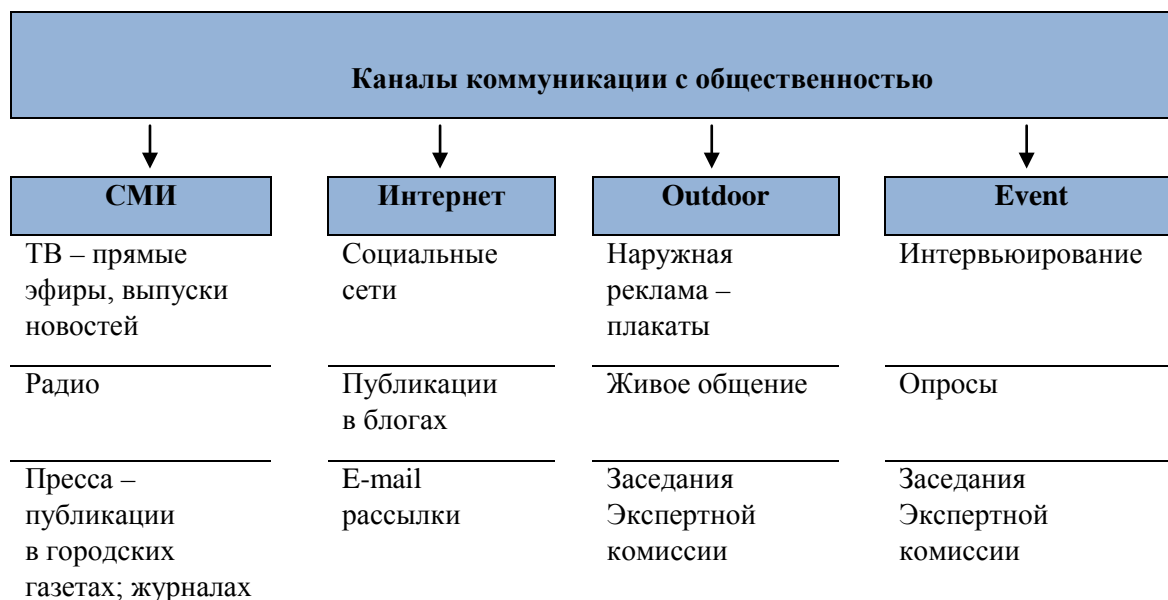 Каналы коммуникации с общественностью
СМИ
ТВ – прямые
эфиры, выпуски
новостей
Радио
Пресса –
публикации
в городских
газетах; журналах
Интернет
Социальные
сети
Публикации
в блогах
E-mail
рассылки
Outdoor
Наружная
реклама –
плакаты
Живое общение
Заседания
Экспертной
комиссии
Event
Интервьюирование
Опросы
Заседания
Экспертной
комиссии